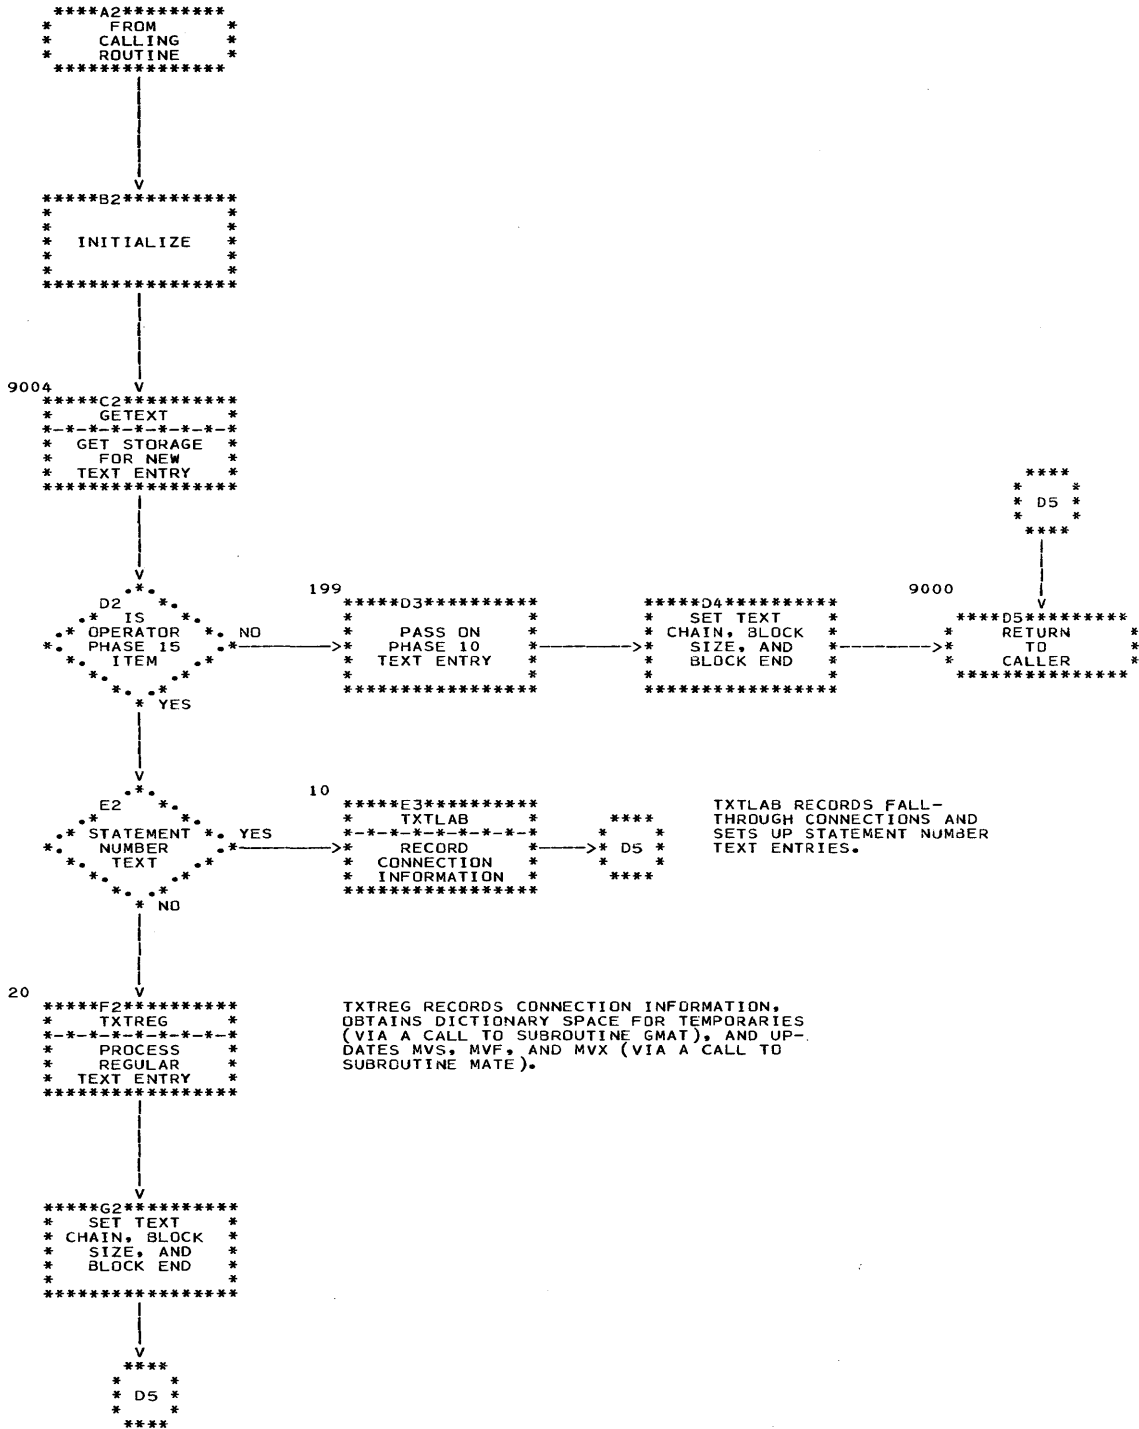 ****A2*********
* FROM *
* CALLING *
* ROUTINE *
***************
*****B2**********
* INITIALIZE *
*****************
9004
*****C2**********
* GETEXT *
*-*-*-*-*-*-*-*-*
* GET STORAGE *
* FOR NEW *
* TEXT ENTRY *
*****************
D2
IS
OPERATOR
PHASE 15
ITEM
NO
YES
199
*****D3**********
* PASS ON *
* PHASE 10 *
* TEXT ENTRY *
*****************
*****D4**********
* SET TEXT *
* CHAIN, BLOCK *
* SIZE, AND *
* BLOCK END *
*****************
****
* D5 *
****
9000
****D5*********
* RETURN *
* TO *
* CALLER *
***************
E2
STATEMENT
NUMBER
TEXT
YES
NO
10
*****E3**********
* TXTLAB *
*-*-*-*-*-*-*-*-*
* RECORD *
* CONNECTION *
* INFORMATION *
*****************
****
* D5 *
****
TXTLAB RECORDS FALL-
THROUGH CONNECTIONS AND
SETS UP STATEMENT NUMBER
TEXT ENTRIES.
20
*****F2**********
* TXTREG *
*-*-*-*-*-*-*-*-*
* PROCESS *
* REGULAR *
* TEXT ENTRY *
*****************
TXTREG RECORDS CONNECTION INFORMATION,
OBTAINS DICTIONARY SPACE FOR TEMPORARIES
(VIA A CALL TO SUBROUTINE GMAT), AND UP-
DATES MVS, MVF, AND MVX (VIA A CALL TO
SUBROUTINE MATE).
*****G2**********
* SET TEXT *
* CHAIN, BLOCK *
* SIZE, AND *
* BLOCK END *
*****************
****
* D5 *
****